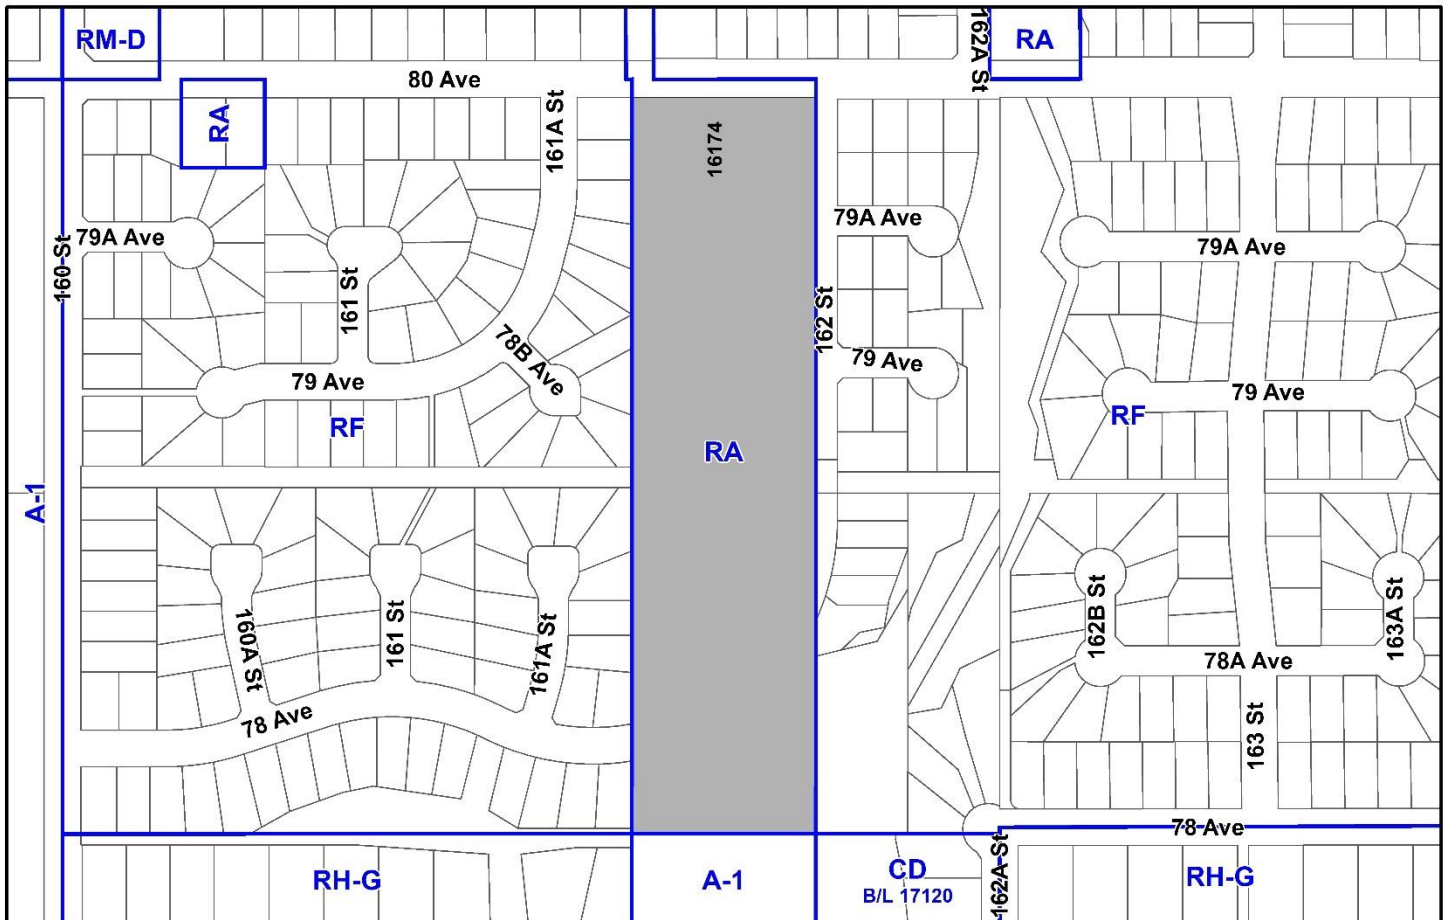 RM-D
162A St
RA
80 Ave
RA
161A St
16174
79A Ave
79A Ave
79A Ave
160 St
161 St
162 St
78B Ave
79 Ave
79 Ave
79 Ave
RF
RF
RA
A-1
160A St
161 St
161A St
162B St
163A St
78A Ave
78 Ave
163 St
78 Ave
RH-G
A-1
CD
B/L 17120
162A St
RH-G